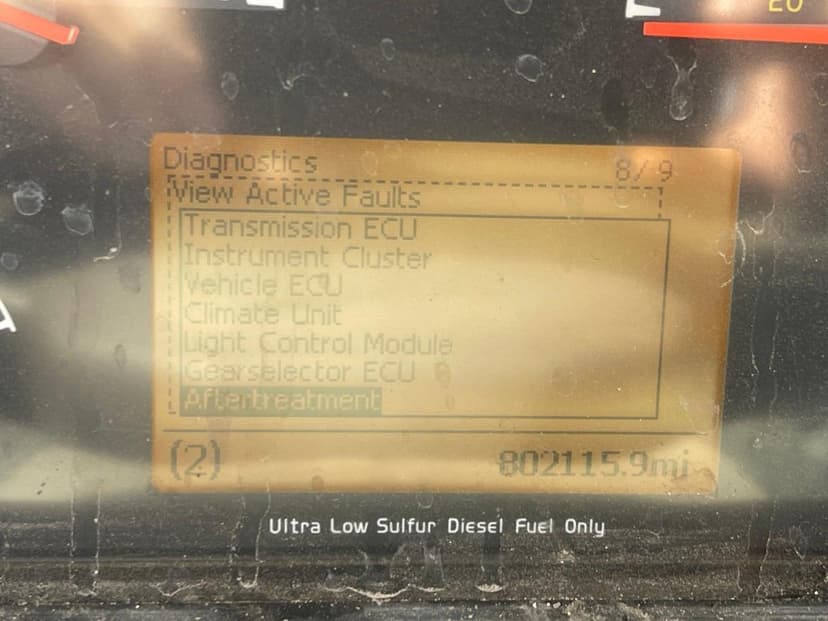 Diagnostics 8/ 9
View Active Faults
Transmission ECU
Instrument Cluster
Vehicle ECU
Climate Unit
Light Control Module
Gearselector ECU
Aftertreatment
(2) 802115.9mi
Ultra Low Sulfur Diesel Fuel Only